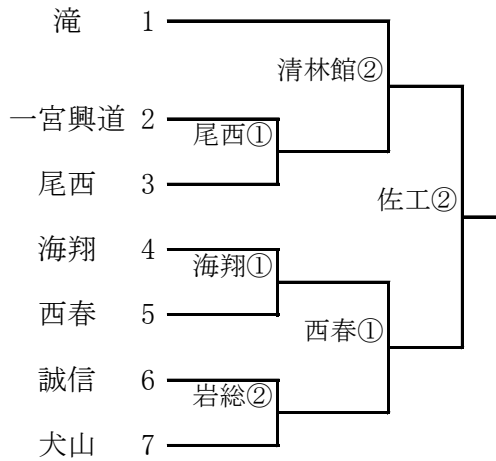 滝 1
清林館②
一宮興道 2
尾西①
尾西 3
佐工②
海翔 4
海翔①
西春 5
西春①
誠信 6
岩総②
犬山 7